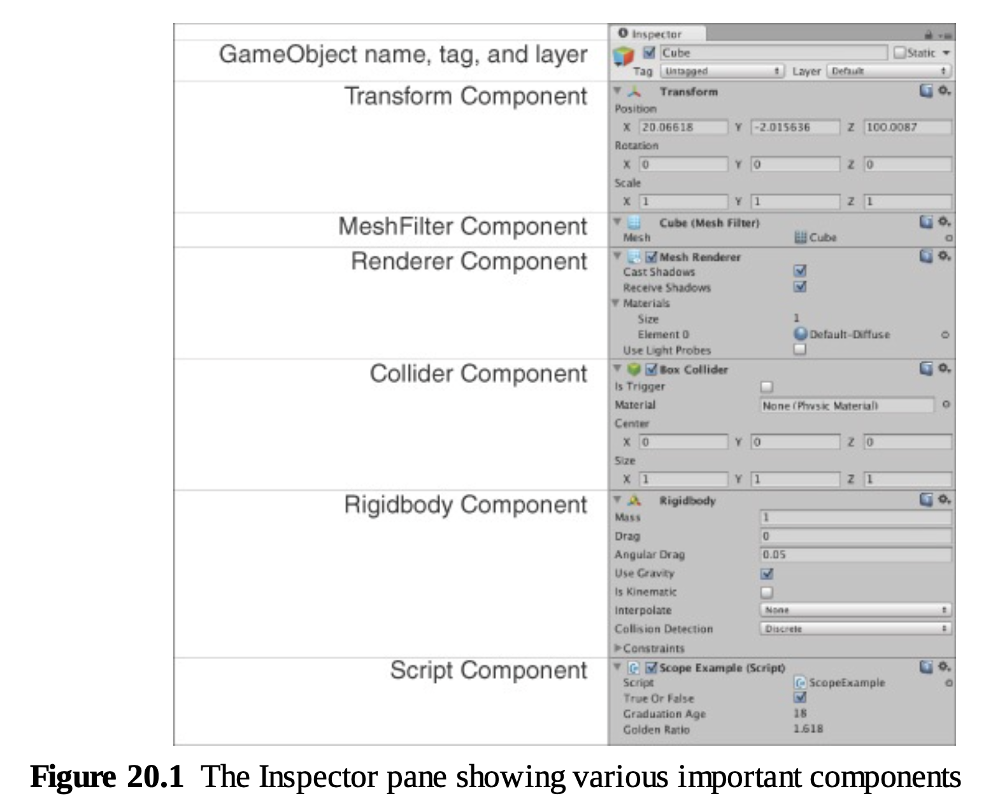 Inspector
GameObject name, tag, and layer
Cube Static
Tag Untagged Layer Default
Transform Component
Transform
Position
X 20.06618 Y -2.015636 Z 100.0087
Rotation
X 0 Y 0 Z 0
Scale
X 1 Y 1 Z 1
MeshFilter Component
Cube (Mesh Filter)
Mesh Cube
Renderer Component
Mesh Renderer
Cast Shadows
Receive Shadows
Materials
Size 1
Element 0 Default-Diffuse
Use Light Probes
Collider Component
Box Collider
Is Trigger
Material None (Physic Material)
Center
X 0 Y 0 Z 0
Size
X 1 Y 1 Z 1
Rigidbody Component
Rigidbody
Mass 1
Drag 0
Angular Drag 0.05
Use Gravity
Is Kinematic
Interpolate None
Collision Detection Discrete
Constraints
Script Component
Scope Example (Script)
Script ScopeExample
True Or False
Graduation Age 18
Golden Ratio 1.618
Figure 20.1 The Inspector pane showing various important components